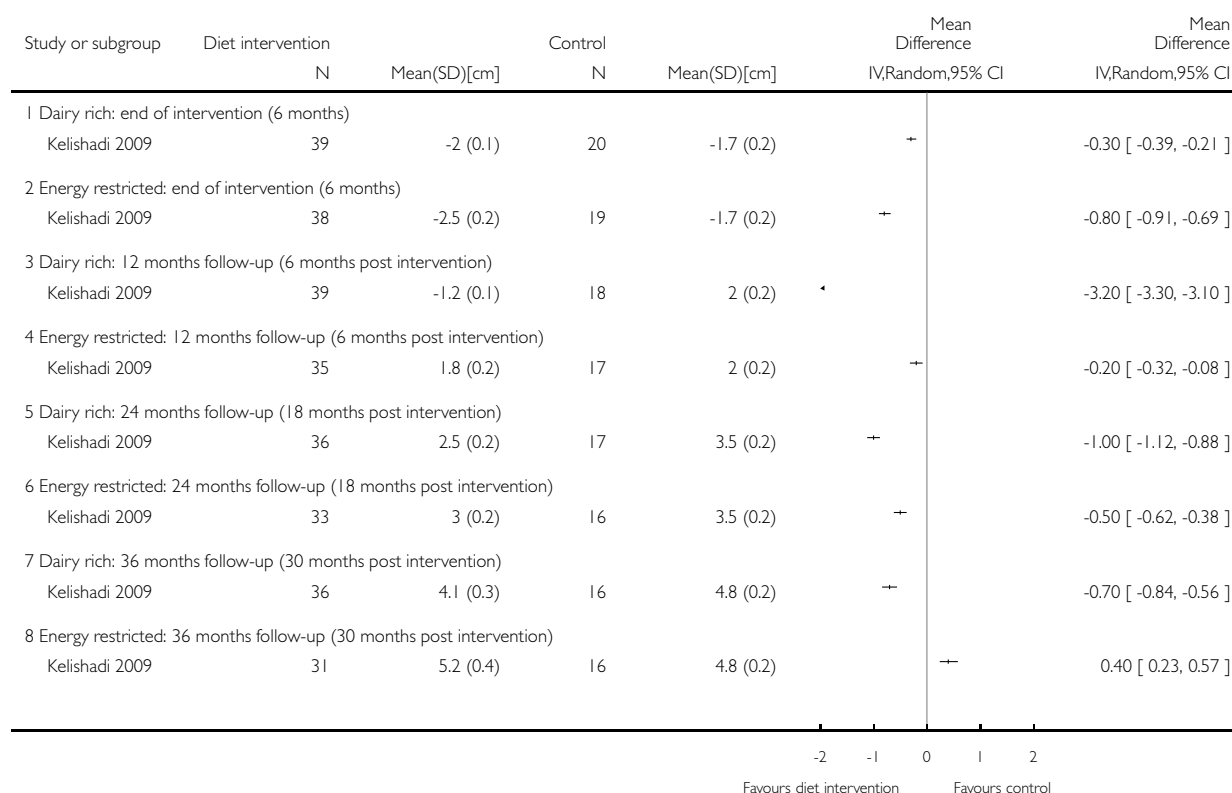 Study or subgroup Diet intervention Control Mean Difference Mean Difference
N Mean(SD)[cm] N Mean(SD)[cm] IV,Random,95% CI IV,Random,95% CI
1 Dairy rich: end of intervention (6 months)
Kelishadi 2009 39 -2 (0.1) 20 -1.7 (0.2) -0.30 [ -0.39, -0.21 ]
2 Energy restricted: end of intervention (6 months)
Kelishadi 2009 38 -2.5 (0.2) 19 -1.7 (0.2) -0.80 [ -0.91, -0.69 ]
3 Dairy rich: 12 months follow-up (6 months post intervention)
Kelishadi 2009 39 -1.2 (0.1) 18 2 (0.2) -3.20 [ -3.30, -3.10 ]
4 Energy restricted: 12 months follow-up (6 months post intervention)
Kelishadi 2009 35 1.8 (0.2) 17 2 (0.2) -0.20 [ -0.32, -0.08 ]
5 Dairy rich: 24 months follow-up (18 months post intervention)
Kelishadi 2009 36 2.5 (0.2) 17 3.5 (0.2) -1.00 [ -1.12, -0.88 ]
6 Energy restricted: 24 months follow-up (18 months post intervention)
Kelishadi 2009 33 3 (0.2) 16 3.5 (0.2) -0.50 [ -0.62, -0.38 ]
7 Dairy rich: 36 months follow-up (30 months post intervention)
Kelishadi 2009 36 4.1 (0.3) 16 4.8 (0.2) -0.70 [ -0.84, -0.56 ]
8 Energy restricted: 36 months follow-up (30 months post intervention)
Kelishadi 2009 31 5.2 (0.4) 16 4.8 (0.2) 0.40 [ 0.23, 0.57 ]
-2 -1 0 1 2
Favours diet intervention Favours control